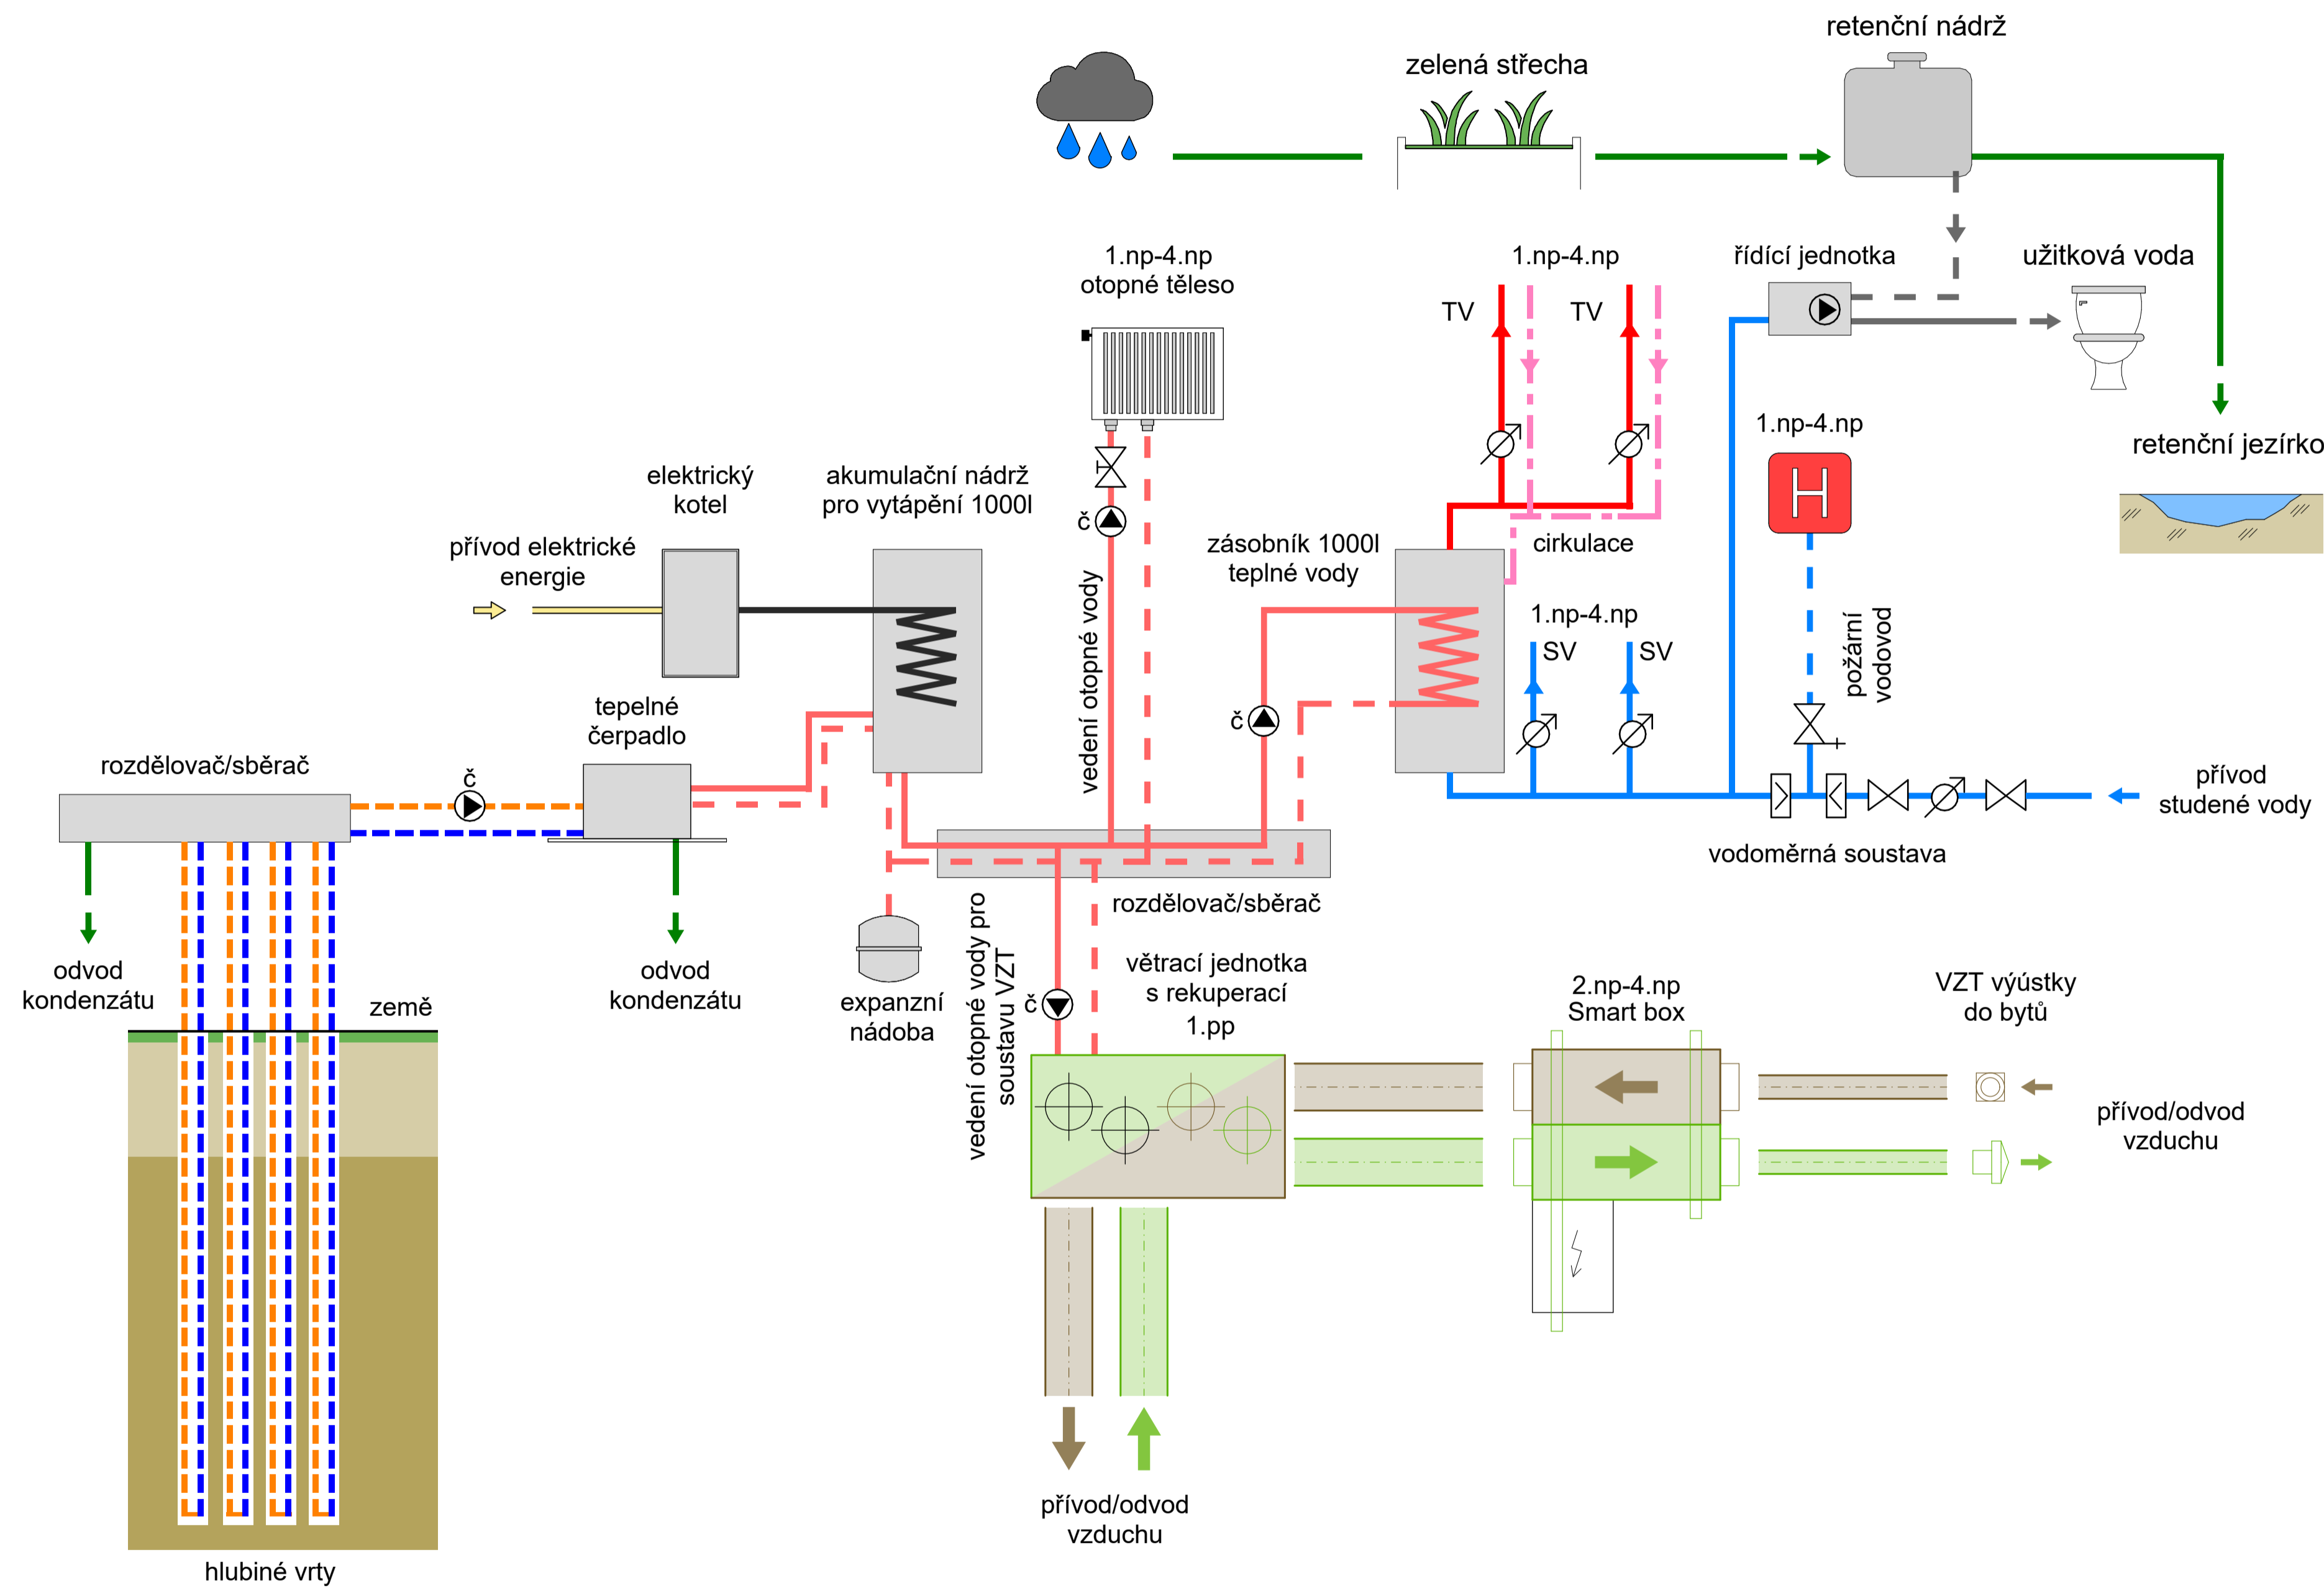 retenční nádrž
zelená střecha
1.np-4.np
otopné těleso
1.np-4.np
TV
TV
řídící jednotka
užitková voda
1.np-4.np
retenční jezírko
elektrický
kotel
akumulační nádrž
pro vytápění 1000l
přívod elektrické
energie
č
vedení otopné vody
zásobník 1000l
teplné vody
cirkulace
1.np-4.np
SV
SV
požární
vodovod
tepelné
čerpadlo
č
rozdělovač/sběrač
č
přívod
studené vody
vodoměrná soustava
rozdělovač/sběrač
odvod
kondenzátu
země
odvod
kondenzátu
expanzní
nádoba
vedení otopné vody pro
soustavu VZT
č
větrací jednotka
s rekuperací
1.pp
2.np-4.np
Smart box
VZT výústky
do bytů
přívod/odvod
vzduchu
přívod/odvod
vzduchu
hlubiné vrty